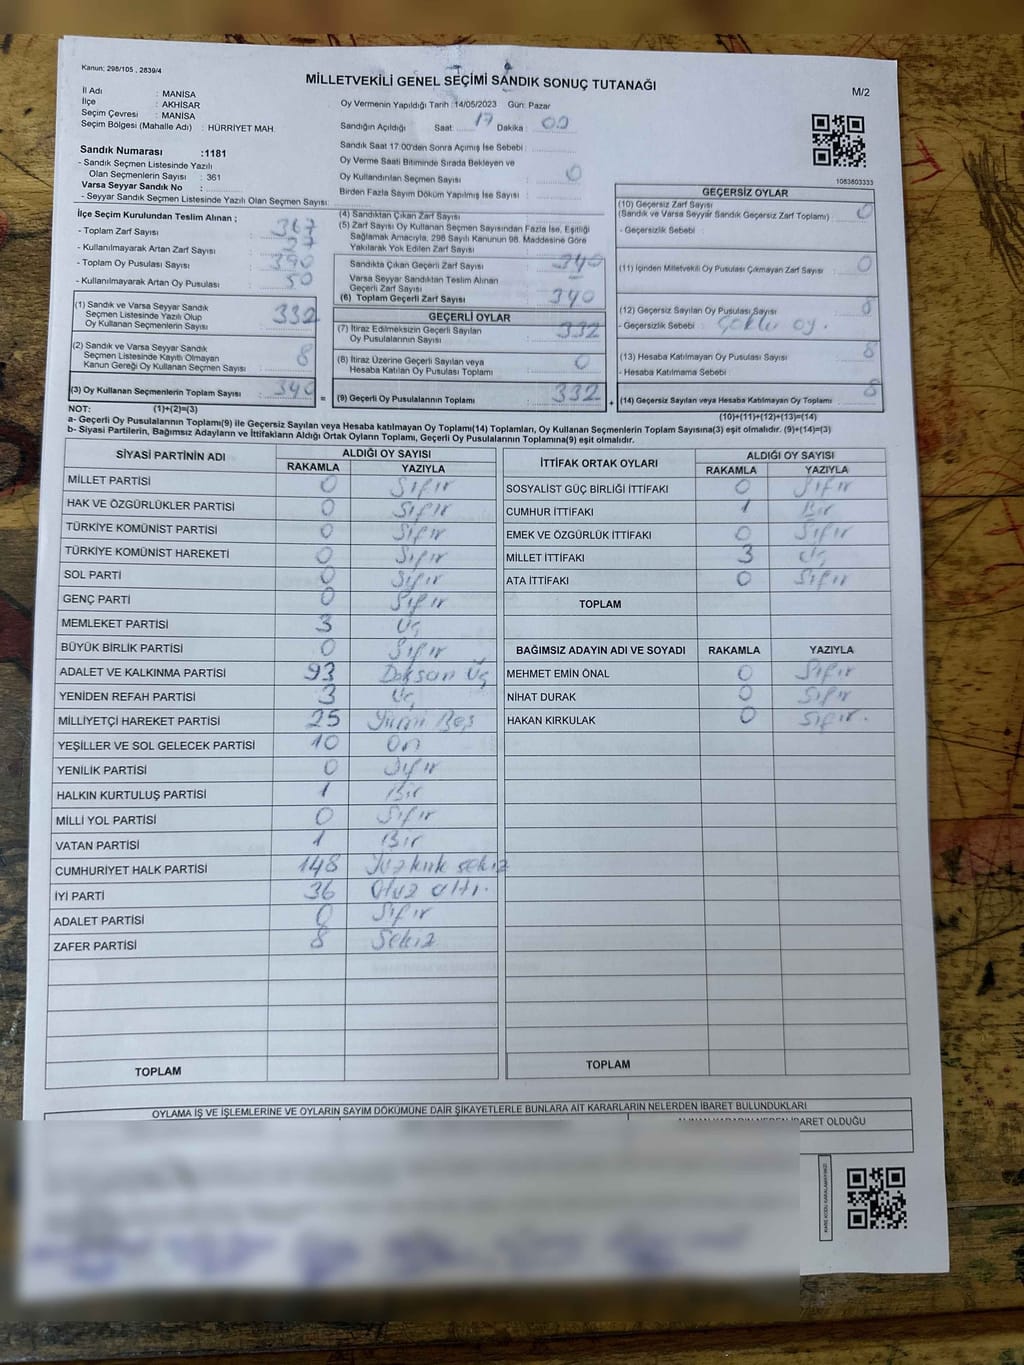 Kanun: 298/105 , 2839/4
MİLLETVEKİLİ GENEL SEÇİMİ SANDIK SONUÇ TUTANAĞI
M/2
İl Adı : MANİSA
İlçe : AKHİSAR
Seçim Çevresi : MANİSA
Seçim Bölgesi (Mahalle Adı) : HÜRRİYET MAH.
Oy Vermenin Yapıldığı Tarih :14/05/2023 Gün: Pazar
Sandığın Açıldığı Saat: 17 Dakika : 00
Sandık Saat 17:00'den Sonra Açımış İse Sebebi :
Oy Verme Saati Bitiminde Sırada Bekleyen ve
Oy Kullandırılan Seçmen Sayısı : 0
Birden Fazla Sayım Döküm Yapılmış İse Sayısı :
1083803333
Sandık Numarası :1181
- Sandık Seçmen Listesinde Yazılı
Olan Seçmenlerin Sayısı : 361
Varsa Seyyar Sandık No :
- Seyyar Sandık Seçmen Listesinde Yazılı Olan Seçmen Sayısı:
İlçe Seçim Kurulundan Teslim Alınan ;
- Toplam Zarf Sayısı : 367
- Kullanılmayarak Artan Zarf Sayısı : 27
- Toplam Oy Pusulası Sayısı : 390
- Kullanılmayarak Artan Oy Pusulası : 50
(1) Sandık ve Varsa Seyyar Sandık
Seçmen Listesinde Yazılı Olup
Oy Kullanan Seçmenlerin Sayısı : 332
(2) Sandık ve Varsa Seyyar Sandık
Seçmen Listesinde Kayıtlı Olmayan
Kanun Gereği Oy Kullanan Seçmen Sayısı : 8
(3) Oy Kullanan Seçmenlerin Toplam Sayısı : 340 =
(1)+(2)=(3)
(4) Sandıktan Çıkan Zarf Sayısı
(5) Zarf Sayısı Oy Kullanan Seçmen Sayısından Fazla İse, Eşitliği
Sağlamak Amacıyla, 298 Sayılı Kanunun 98. Maddesine Göre
Yakılarak Yok Edilen Zarf Sayısı
Sandıkta Çıkan Geçerli Zarf Sayısı 340
Varsa Seyyar Sandıktan Teslim Alınan
Geçerli Zarf Sayısı
(6) Toplam Geçerli Zarf Sayısı 340
GEÇERLİ OYLAR
(7) İtiraz Edilmeksizin Geçerli Sayılan
Oy Pusulalarının Sayısı : 332
(8) İtiraz Üzerine Geçerli Sayılan veya
Hesaba Katılan Oy Pusulası Toplamı : 0
(9) Geçerli Oy Pusulalarının Toplamı : 332 +
GEÇERSİZ OYLAR
(10) Geçersiz Zarf Sayısı
(Sandık ve Varsa Seyyar Sandık Geçersiz Zarf Toplamı) : 0
- Geçersizlik Sebebi :
(11) İçinden Milletvekili Oy Pusulası Çıkmayan Zarf Sayısı : 0
(12) Geçersiz Sayılan Oy Pusulası Sayısı : 8
- Geçersizlik Sebebi : Çoklu oy.
(13) Hesaba Katılmayan Oy Pusulası Sayısı : 8
- Hesaba Katılmama Sebebi :
(14) Geçersiz Sayılan veya Hesaba Katılmayan Oy Toplamı : 8
(10)+(11)+(12)+(13)=(14)
NOT:
a- Geçerli Oy Pusulalarının Toplamı(9) ile Geçersiz Sayılan veya Hesaba katılmayan Oy Toplamı(14) Toplamları, Oy Kullanan Seçmenlerin Toplam Sayısına(3) eşit olmalıdır. (9)+(14)=(3)
b- Siyasi Partilerin, Bağımsız Adayların ve İttifakların Aldığı Ortak Oyların Toplamı, Geçerli Oy Pusulalarının Toplamına(9) eşit olmalıdır.
SİYASİ PARTİNİN ADI ALDIĞI OY SAYISI
RAKAMLA YAZIYLA
MİLLET PARTİSİ 0 Sıfır
HAK VE ÖZGÜRLÜKLER PARTİSİ 0 Sıfır
TÜRKİYE KOMÜNİST PARTİSİ 0 Sıfır
TÜRKİYE KOMÜNİST HAREKETİ 0 Sıfır
SOL PARTİ 0 Sıfır
GENÇ PARTİ 0 Sıfır
MEMLEKET PARTİSİ 3 Üç
BÜYÜK BİRLİK PARTİSİ 0 Sıfır
ADALET VE KALKINMA PARTİSİ 93 Doksan Üç
YENİDEN REFAH PARTİSİ 3 Üç
MİLLİYETÇİ HAREKET PARTİSİ 25 Yirmi Beş
YEŞİLLER VE SOL GELECEK PARTİSİ 10 On
YENİLİK PARTİSİ 0 Sıfır
HALKIN KURTULUŞ PARTİSİ 1 Bir
MİLLİ YOL PARTİSİ 0 Sıfır
VATAN PARTİSİ 1 Bir
CUMHURİYET HALK PARTİSİ 148 Yüz kırk sekiz
İYİ PARTİ 36 Otuz altı.
ADALET PARTİSİ 0 Sıfır
ZAFER PARTİSİ 8 Sekiz
TOPLAM
İTTİFAK ORTAK OYLARI ALDIĞI OY SAYISI
RAKAMLA YAZIYLA
SOSYALİST GÜÇ BİRLİĞİ İTTİFAKI 0 Sıfır
CUMHUR İTTİFAKI 1 Bir
EMEK VE ÖZGÜRLÜK İTTİFAKI 0 Sıfır
MİLLET İTTİFAKI 3 Üç
ATA İTTİFAKI 0 Sıfır
TOPLAM
BAĞIMSIZ ADAYIN ADI VE SOYADI RAKAMLA YAZIYLA
MEHMET EMİN ÖNAL 0 Sıfır
NİHAT DURAK 0 Sıfır
HAKAN KIRKULAK 0 Sıfır.
TOPLAM
OYLAMA İŞ VE İŞLEMLERİNE VE OYLARIN SAYIM DÖKÜMÜNE DAİR ŞİKAYETLERLE BUNLARA AİT KARARLARIN NELERDEN İBARET BULUNDUKLARI
İBARET OLDUĞU